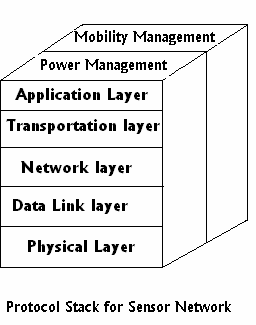 Mobility Management
Power Management
Application Layer
Transportation layer
Network layer
Data Link layer
Physical Layer
Protocol Stack for Sensor Network